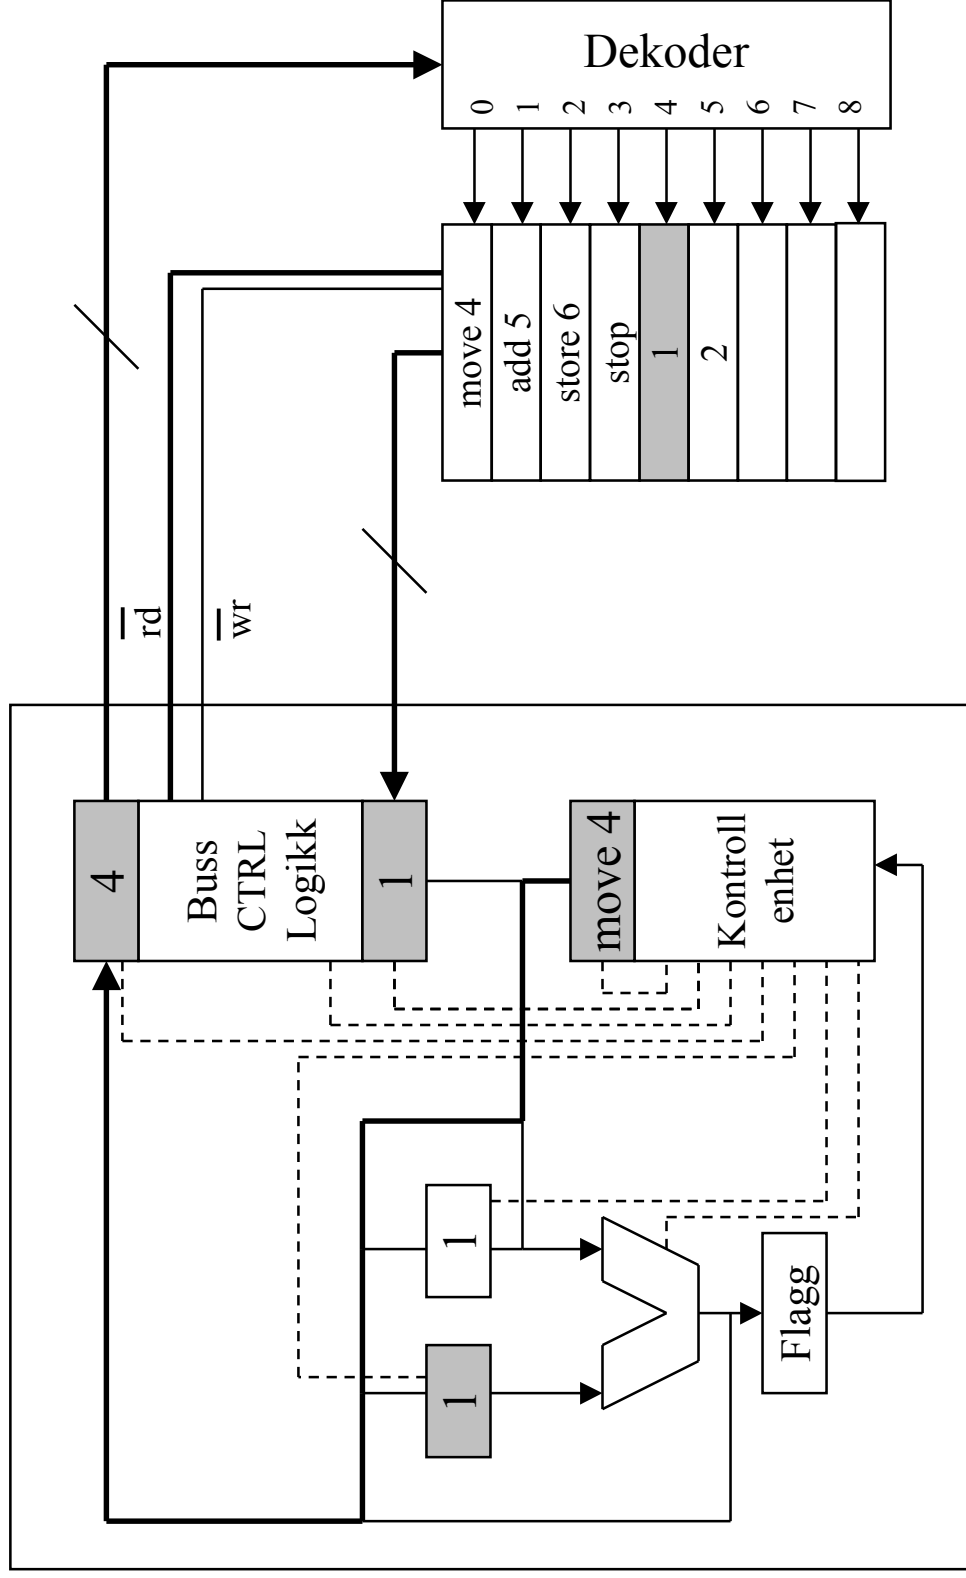 4
Buss
CTRL
Logikk
1
rd
wr
move 4
Kontroll
enhet
1
1
Flagg
move 4
add 5
store 6
stop
1
2
Dekoder
0
1
2
3
4
5
6
7
8